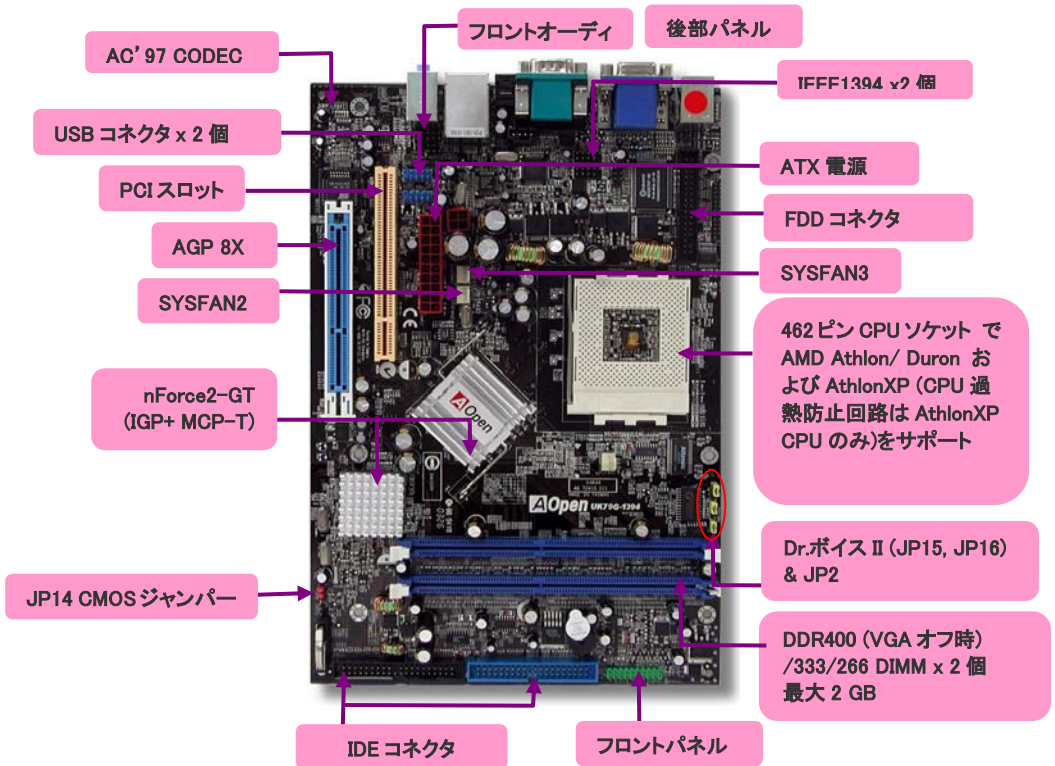 フロントオーディ
後部パネル
AC’97 CODEC
IEEE1394 x2 個
USB コネクタ x 2 個
ATX 電源
PCI スロット
FDD コネクタ
AGP 8X
SYSFAN3
SYSFAN2
462 ピン CPU ソケット で
AMD Athlon/ Duron お
よび AthlonXP (CPU 過
熱防止回路は AthlonXP
CPU のみ)をサポート
nForce2-GT
(IGP+ MCP-T)
AOpen
AOpen UK79G-1394
Dr.ボイス II (JP15, JP16)
& JP2
JP14 CMOS ジャンパー
DDR400 (VGA オフ時)
/333/266 DIMM x 2 個
最大 2 GB
IDE コネクタ
フロントパネル